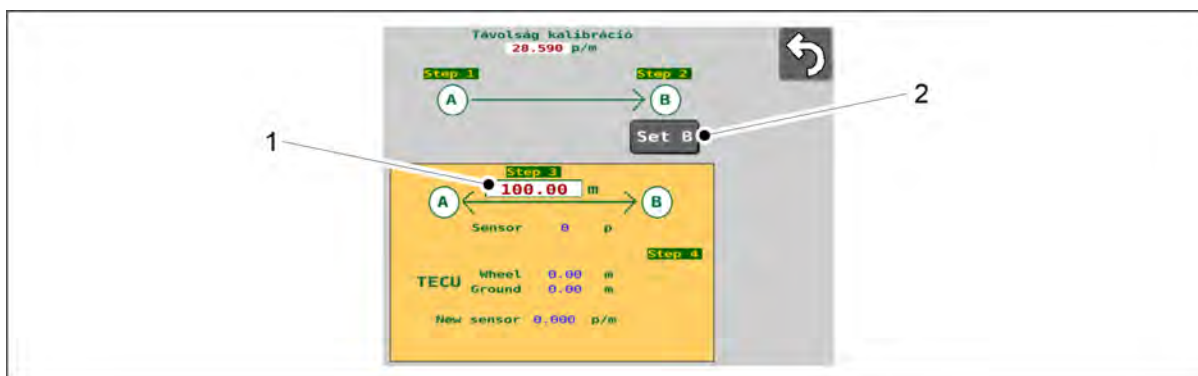 Távolság kalibráció
28.590 p/m
Step 1 Step 2
A B
Set B
2
1
Step 3
100.00 m
A B
Sensor 0 p
Step 4
TECU Wheel 0.00 m
Ground 0.00 m
New sensor 0.000 p/m